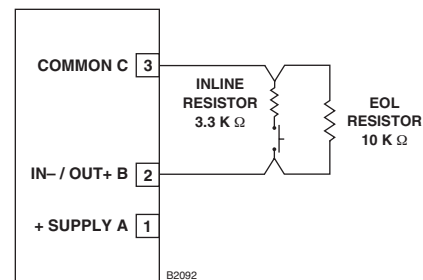 COMMON C 3
INLINE
RESISTOR
3.3 K Ω
EOL
RESISTOR
10 K Ω
IN– / OUT+ B 2
+ SUPPLY A 1
B2092